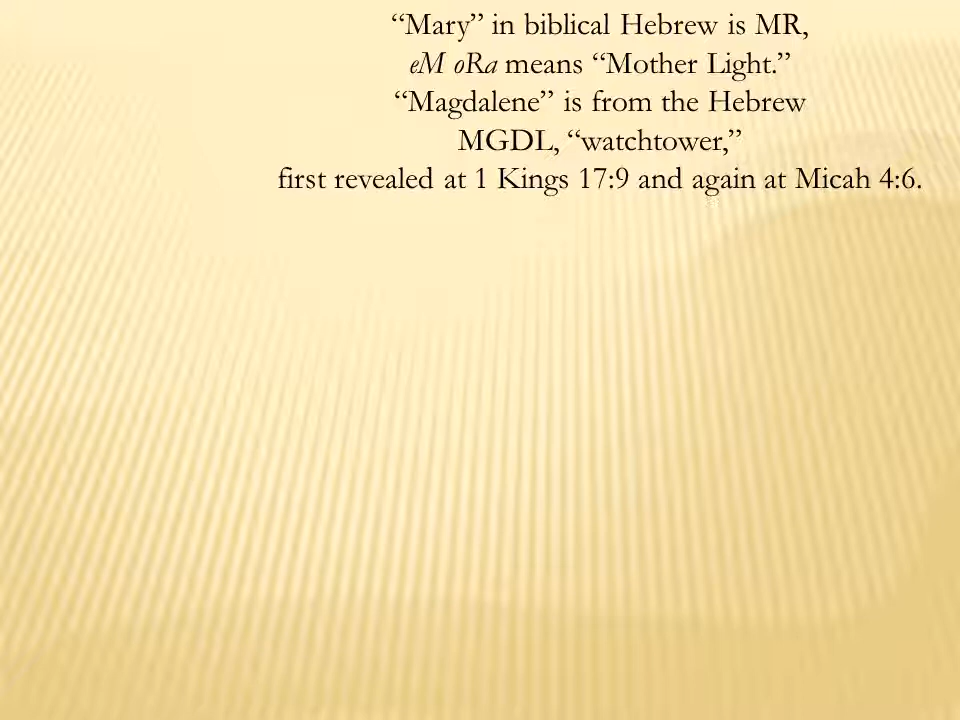 “Mary” in biblical Hebrew is MR,
eM oRa means “Mother Light.”
“Magdalene” is from the Hebrew
MGDL, “watchtower,”
first revealed at 1 Kings 17:9 and again at Micah 4:6.